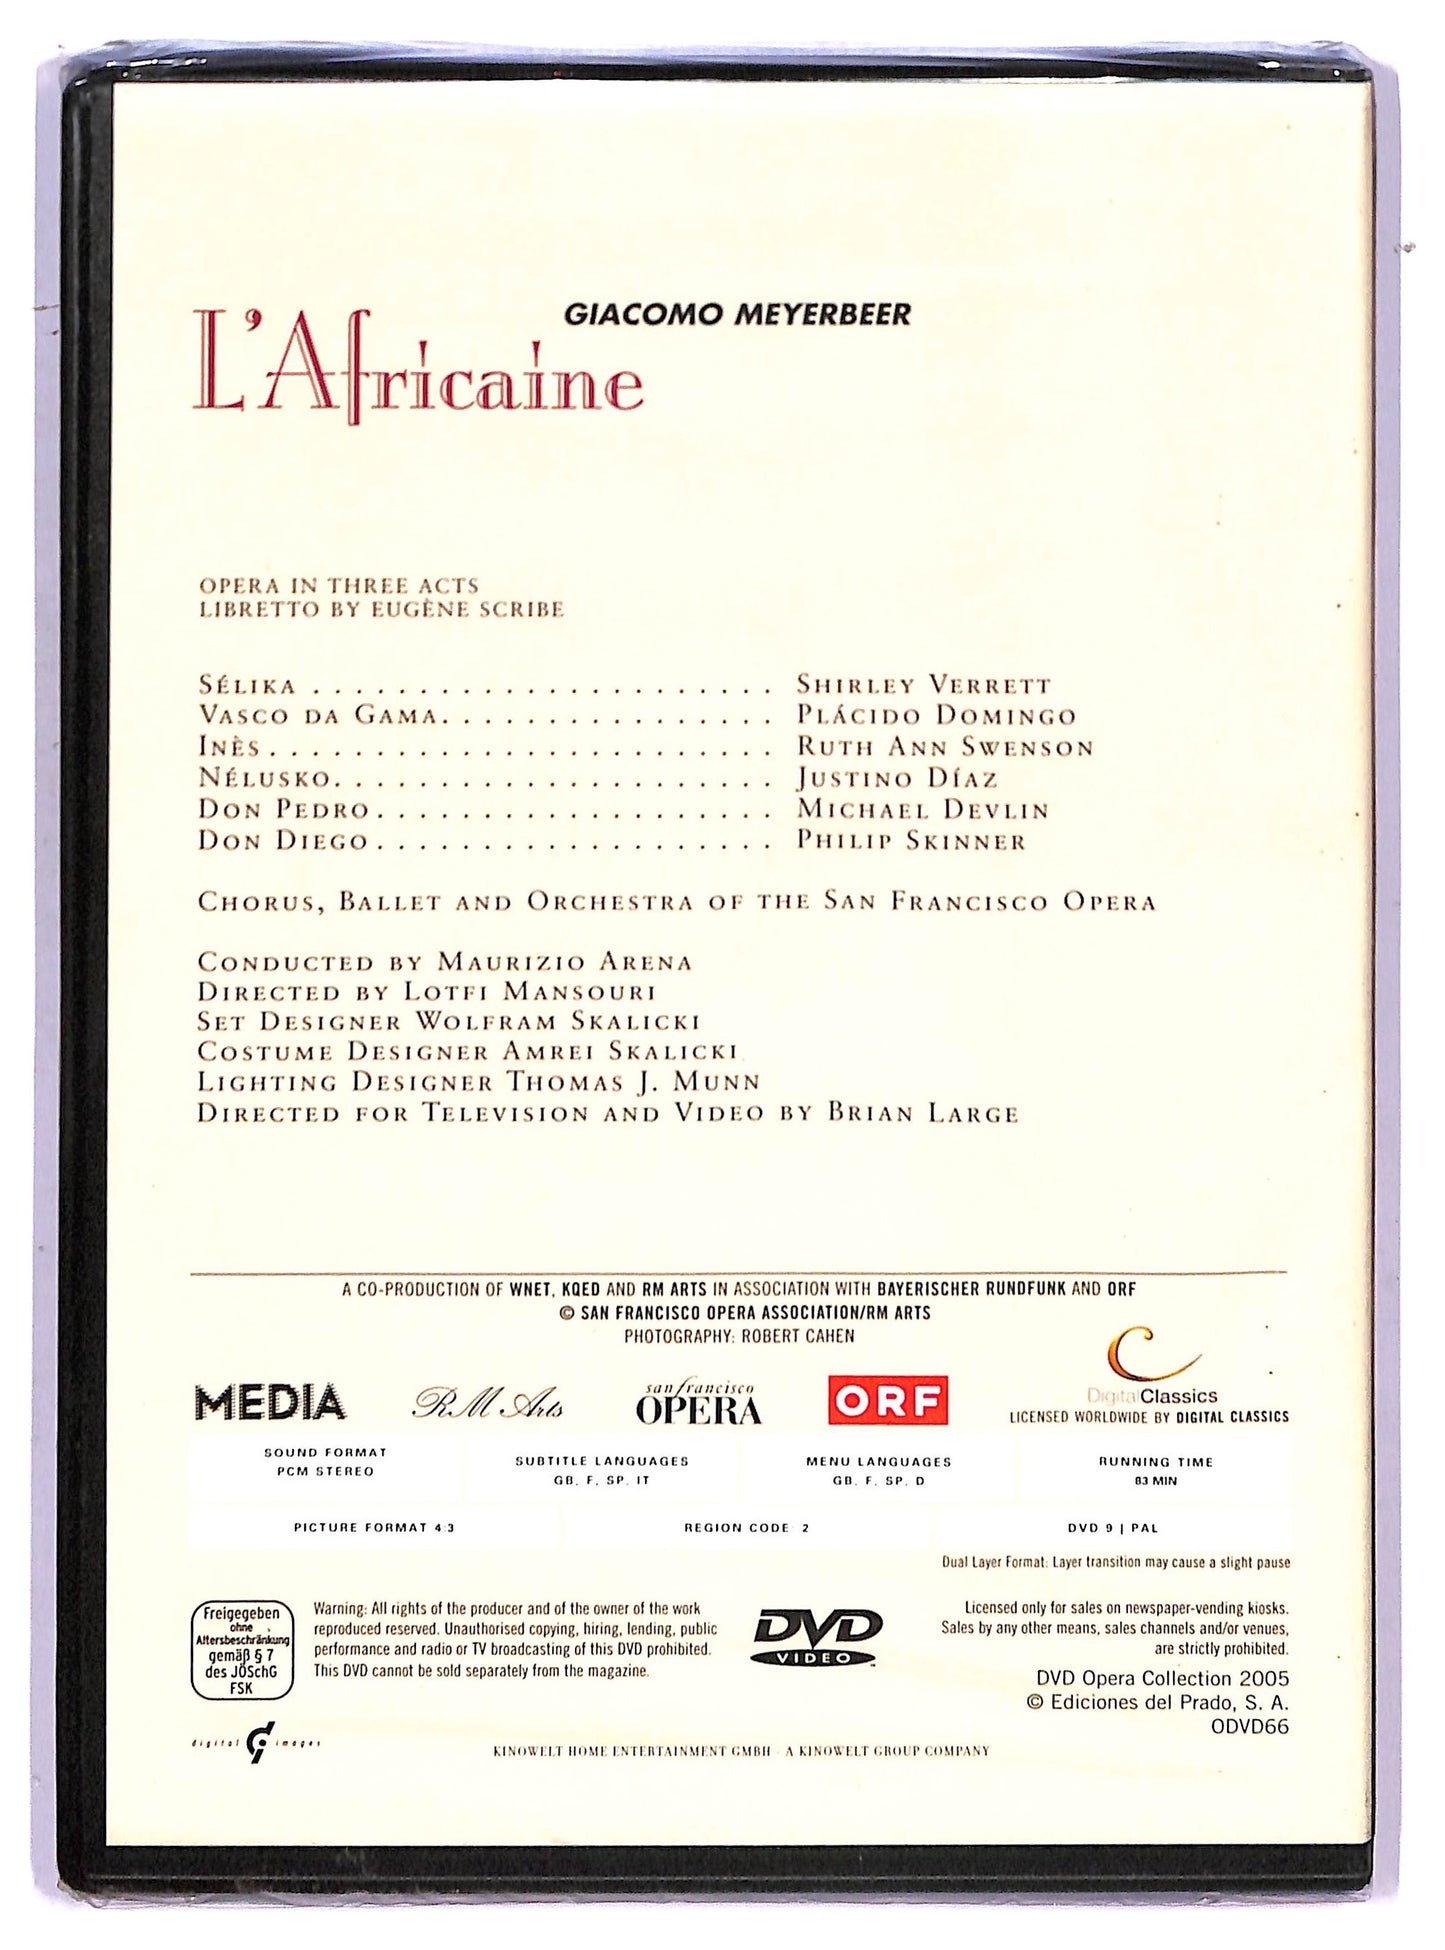 GIACOMO MEYERBEER
L'Africaine
OPERA IN THREE ACTS
LIBRETTO BY EUGÈNE SCRIBE
SÉLIKA . . . . . . . . . . . . . . . . . . . . . . SHIRLEY VERRETT
VASCO DA GAMA. . . . . . . . . . . . . . . . PLÁCIDO DOMINGO
INÈS . . . . . . . . . . . . . . . . . . . . . . . . RUTH ANN SWENSON
NÉLUSKO. . . . . . . . . . . . . . . . . . . . . JUSTINO DÍAZ
DON PEDRO . . . . . . . . . . . . . . . . . . . MICHAEL DEVLIN
DON DIEGO . . . . . . . . . . . . . . . . . . . PHILIP SKINNER
CHORUS, BALLET AND ORCHESTRA OF THE SAN FRANCISCO OPERA
CONDUCTED BY MAURIZIO ARENA
DIRECTED BY LOTFI MANSOURI
SET DESIGNER WOLFRAM SKALICKI
COSTUME DESIGNER AMREI SKALICKI
LIGHTING DESIGNER THOMAS J. MUNN
DIRECTED FOR TELEVISION AND VIDEO BY BRIAN LARGE
A CO-PRODUCTION OF WNET, KQED AND RM ARTS IN ASSOCIATION WITH BAYERISCHER RUNDFUNK AND ORF
© SAN FRANCISCO OPERA ASSOCIATION/RM ARTS
PHOTOGRAPHY: ROBERT CAHEN
MEDIA
RM Arts
san francisco
OPERA
ORF
DigitalClassics
LICENSED WORLDWIDE BY DIGITAL CLASSICS
SOUND FORMAT
PCM STEREO
SUBTITLE LANGUAGES
GB, F, SP, IT
MENU LANGUAGES
GB, F, SP, D
RUNNING TIME
83 MIN
PICTURE FORMAT 4:3
REGION CODE 2
DVD 9 | PAL
Dual Layer Format: Layer transition may cause a slight pause
Freigegeben
ohne
Altersbeschränkung
gemäβ § 7
des JÖSchG
FSK
Warning: All rights of the producer and of the owner of the work
reproduced reserved. Unauthorised copying, hiring, lending, public
performance and radio or TV broadcasting of this DVD prohibited.
This DVD cannot be sold separately from the magazine.
DVD
VIDEO
TM
Licensed only for sales on newspaper-vending kiosks.
Sales by any other means, sales channels and/or venues,
are strictly prohibited.
DVD Opera Collection 2005
© Ediciones del Prado, S. A.
ODVD66
digital images
KINOWELT HOME ENTERTAINMENT GMBH · A KINOWELT GROUP COMPANY